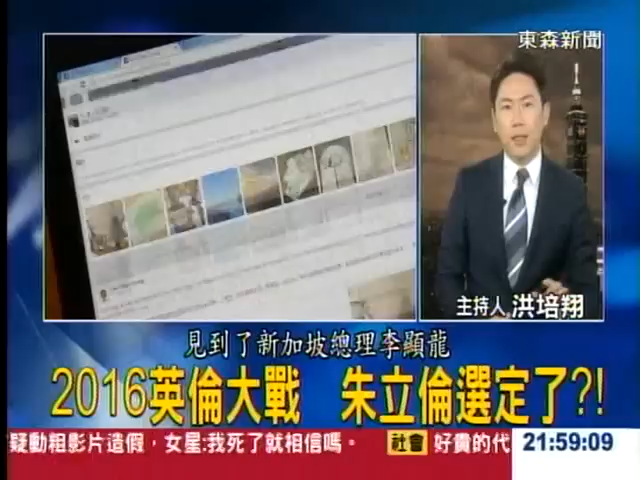 東森新聞
主持人 洪培翔
見到了新加坡總理李顯龍
2016英倫大戰 朱立倫選定了?!
疑動粗影片造假，女星:我死了就相信嗎。 社會 好貴的代
21:59:09